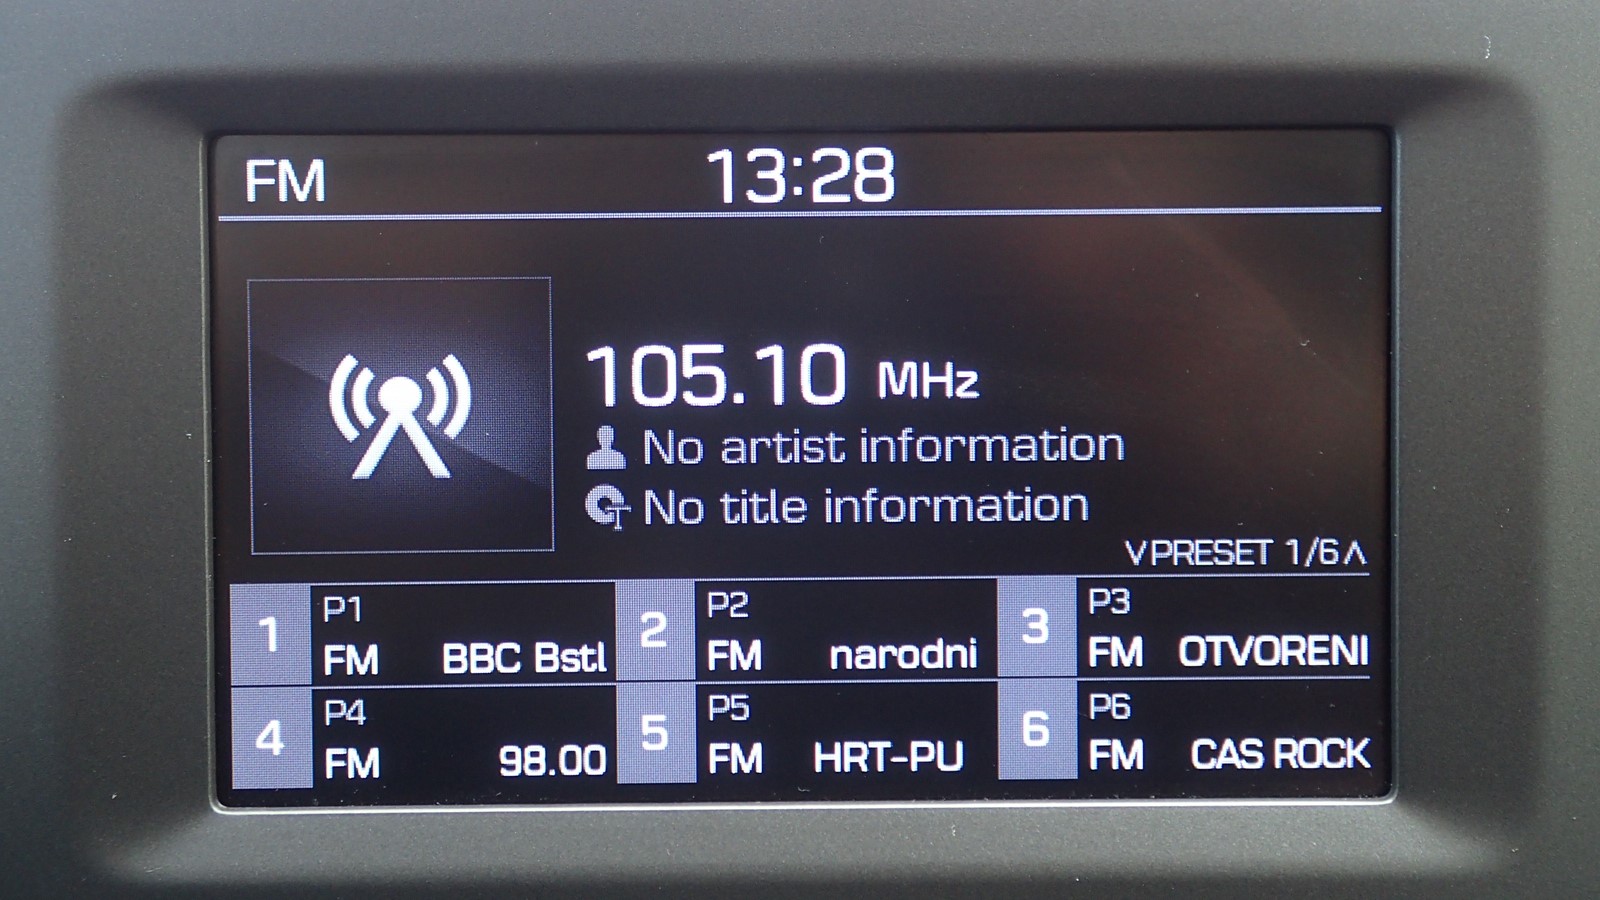 FM 13:28
105.10 MHz
No artist information
No title information
VPRESET 1/6Λ
1 P1 FM BBC Bstl
2 P2 FM narodni
3 P3 FM OTVORENI
4 P4 FM 98.00
5 P5 FM HRT-PU
6 P6 FM CAS ROCK